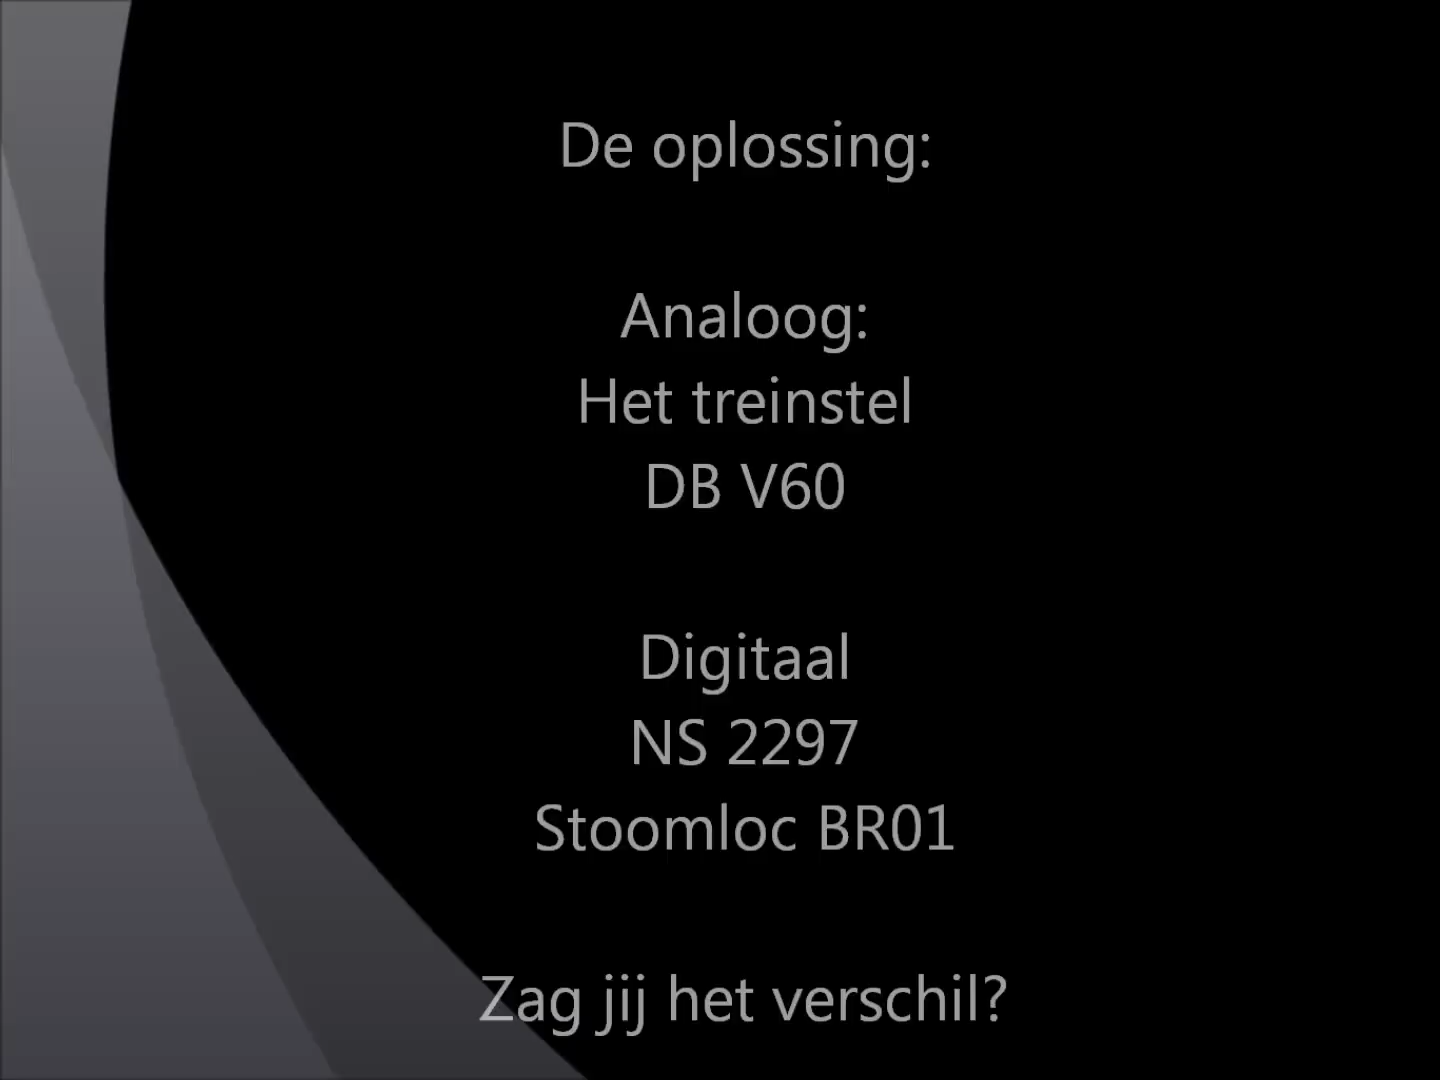 De oplossing:
Analoog:
Het treinstel
DB V60
Digitaal
NS 2297
Stoomloc BR01
Zag jij het verschil?